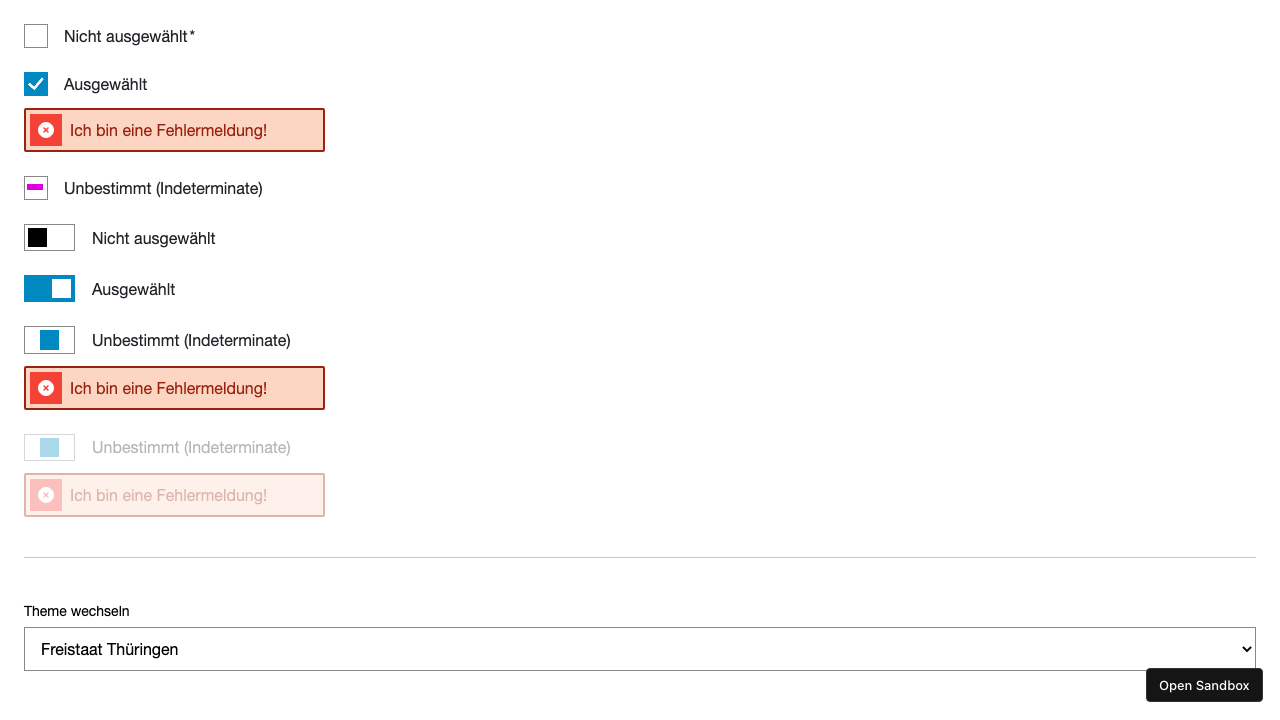 Nicht ausgewählt*
Ausgewählt
Ich bin eine Fehlermeldung!
Unbestimmt (Indeterminate)
Nicht ausgewählt
Ausgewählt
Unbestimmt (Indeterminate)
Ich bin eine Fehlermeldung!
Unbestimmt (Indeterminate)
Ich bin eine Fehlermeldung!
Theme wechseln
Freistaat Thüringen
Open Sandbox